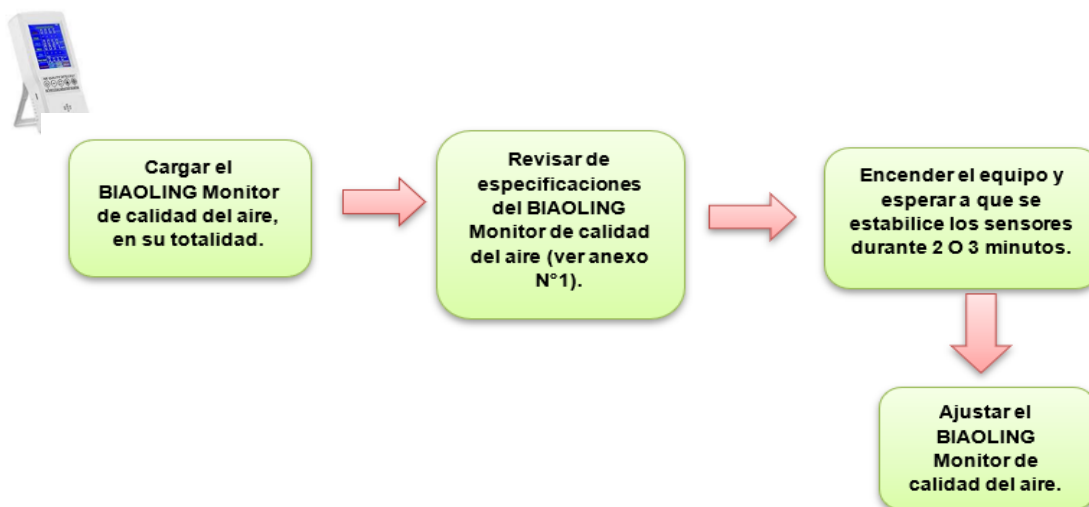 Cargar el
BIAOLING Monitor
de calidad del aire,
en su totalidad.
Revisar de
especificaciones
del BIAOLING
Monitor de calidad
del aire (ver anexo
N°1).
Encender el equipo y
esperar a que se
estabilice los sensores
durante 2 O 3 minutos.
Ajustar el
BIAOLING
Monitor de
calidad del aire.